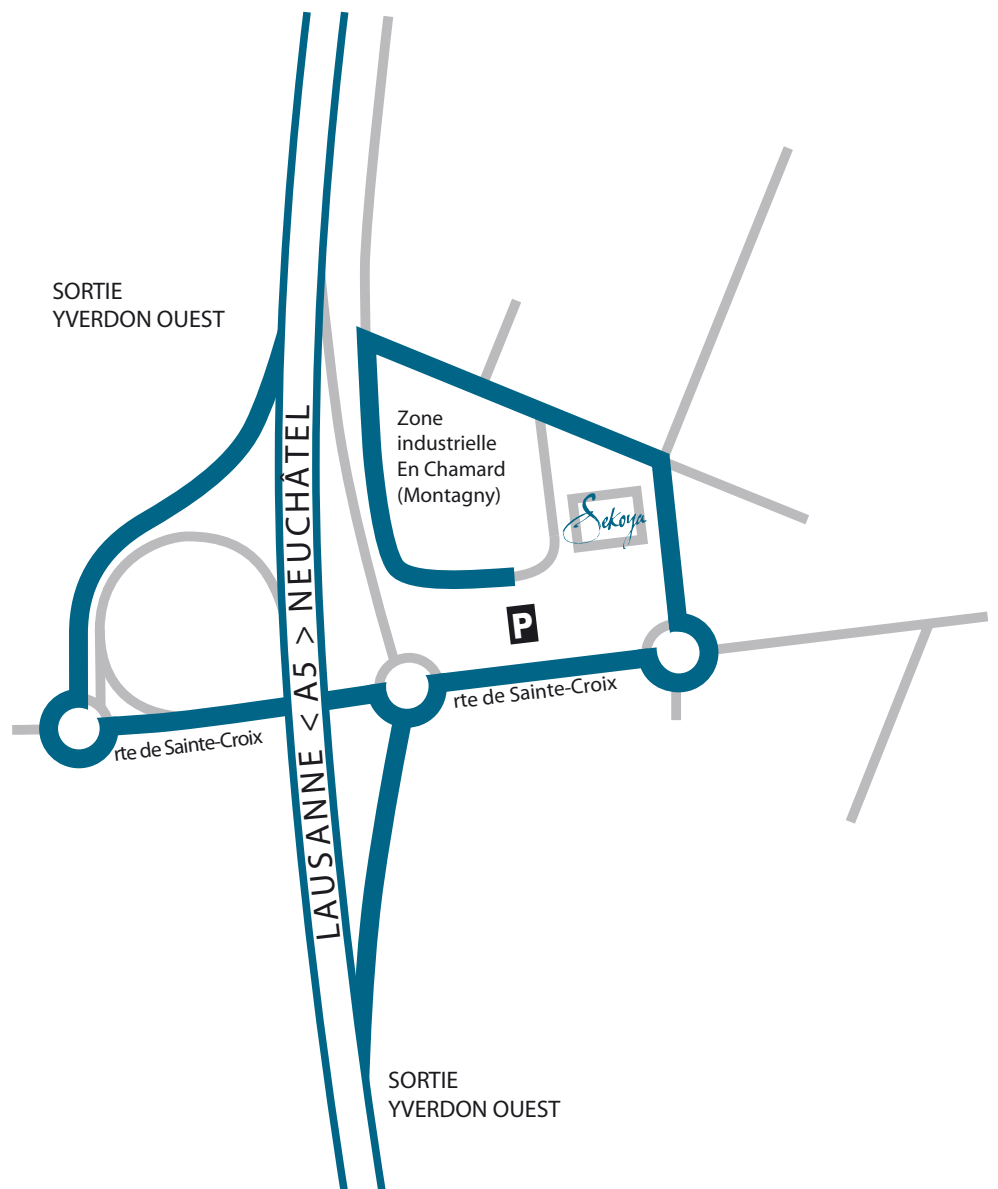 SORTIE
YVERDON OUEST
Zone
industrielle
En Chamard
(Montagny)
Sekoya
LAUSANNE < A5 > NEUCHÂTEL
P
rte de Sainte-Croix
rte de Sainte-Croix
SORTIE
YVERDON OUEST